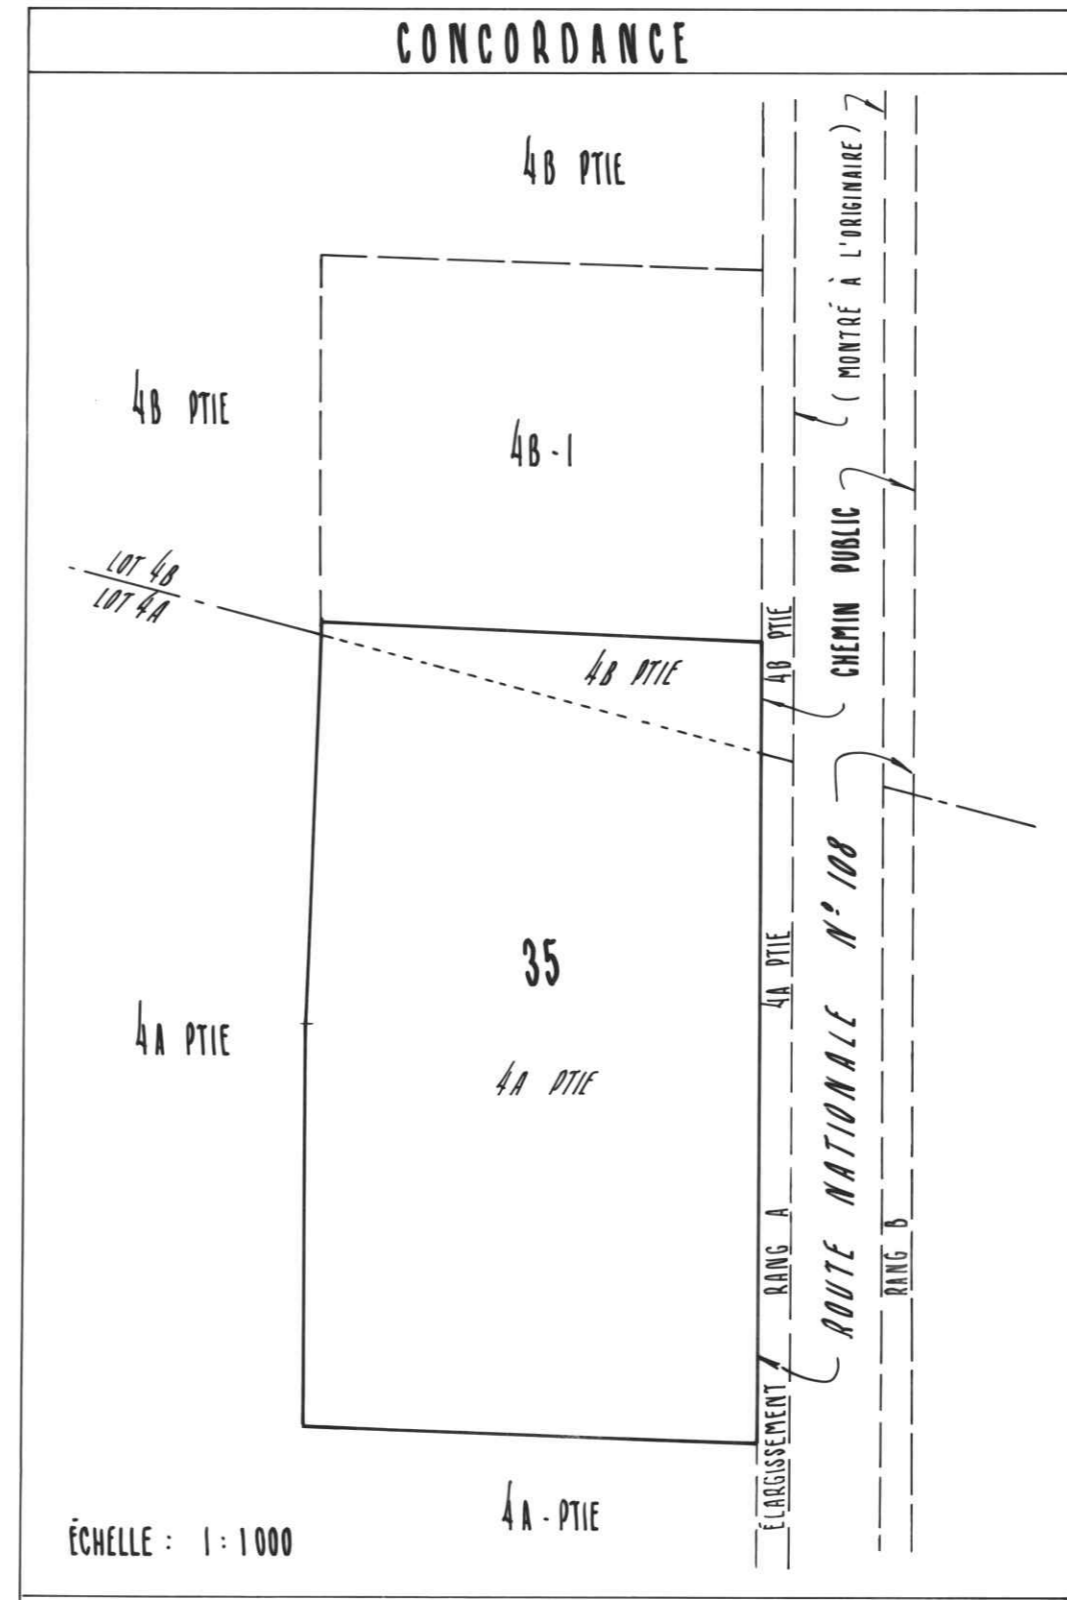 CONCORDANCE
4B PTIE
(MONTRÉ À L'ORIGINAIRE)
4B PTIE
4B-1
CHEMIN PUBLIC
LOT 4B
LOT 4A
4B PTIE
4B PTIE
ROUTE NATIONALE Nº 108
35
4A PTIE
4A PTIE
4A PTIE
RANG A
RANG B
ÉLARGISSEMENT
4A-PTIE
ÉCHELLE : 1:1000